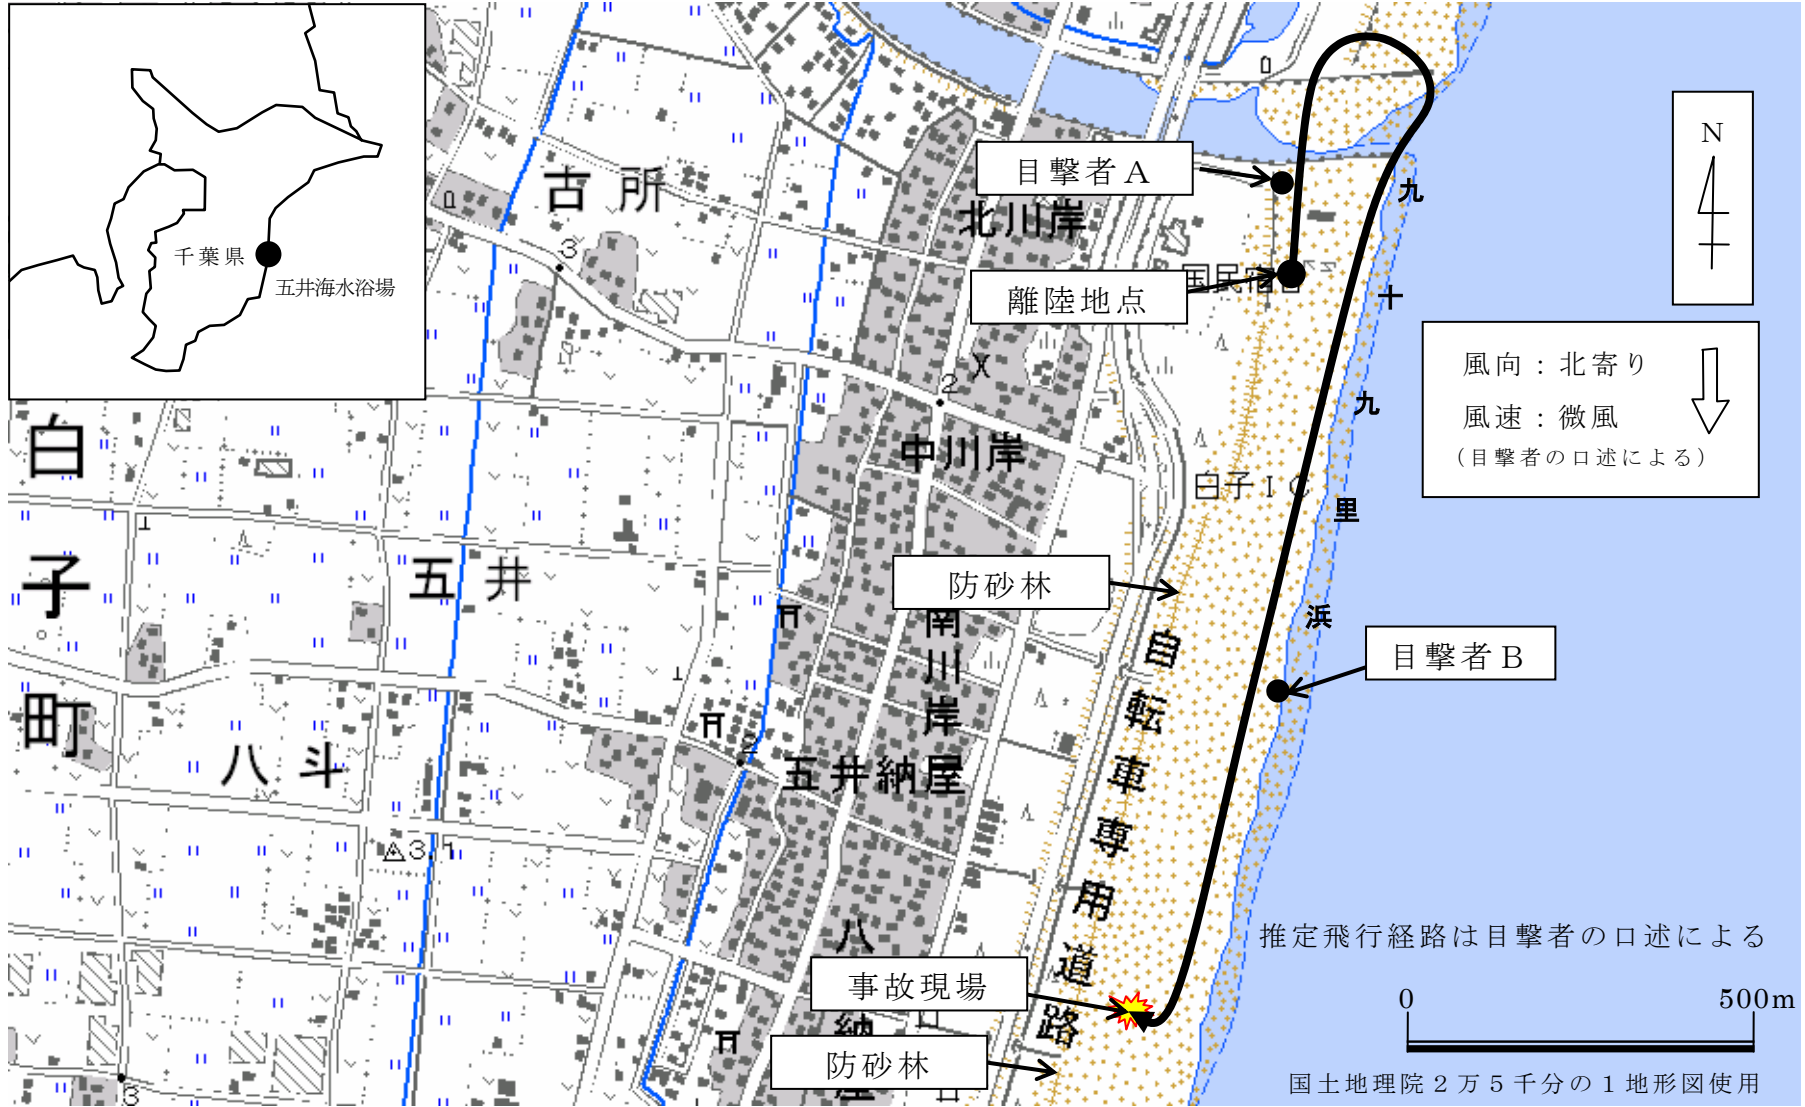 千葉県
五井海水浴場
古所
3
目撃者A
北川岸
離陸地点
N
風向：北寄り
風速：微風
（目撃者の口述による）
2
中川岸
白子IC
白子町
五井
防砂林
南川岸
九十九里浜
目撃者B
自転車専用道路
八斗
2
五井納屋
3.1
推定飛行経路は目撃者の口述による
事故現場
防砂林
0
500m
国土地理院２万５千分の１地形図使用
3